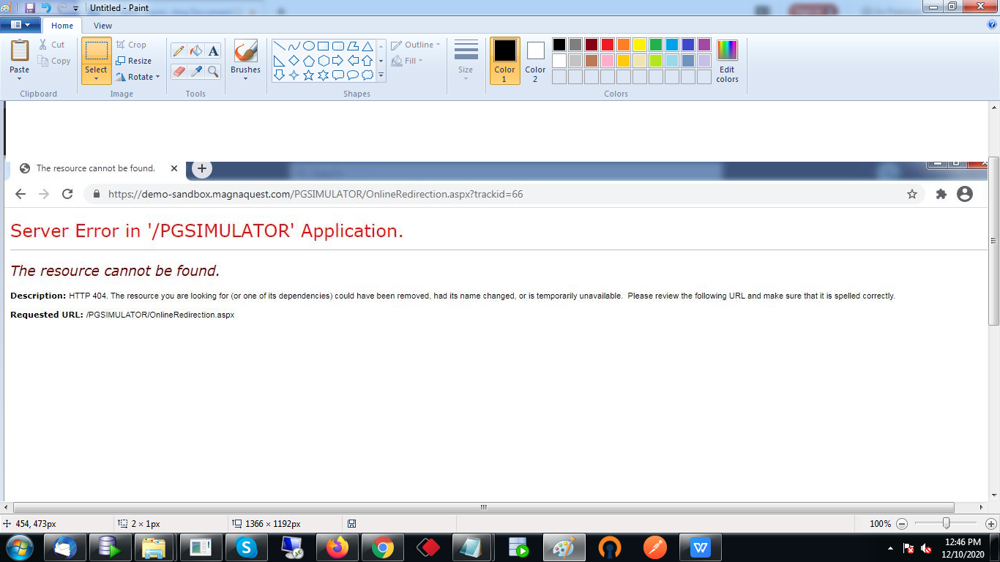 Untitled - Paint
Home View
Paste
Cut
Copy
Clipboard
Select
Crop
Resize
Rotate
Image
A
Tools
Brushes
Outline
Fill
Shapes
Size
Color 1
Color 2
Edit colors
Colors
The resource cannot be found.
https://demo-sandbox.magnaquest.com/PGSIMULATOR/OnlineRedirection.aspx?trackid=66
Server Error in '/PGSIMULATOR' Application.
The resource cannot be found.
Description: HTTP 404. The resource you are looking for (or one of its dependencies) could have been removed, had its name changed, or is temporarily unavailable. Please review the following URL and make sure that it is spelled correctly.
Requested URL: /PGSIMULATOR/OnlineRedirection.aspx
454, 473px 2 × 1px 1366 × 1192px 100%
12:46 PM
12/10/2020